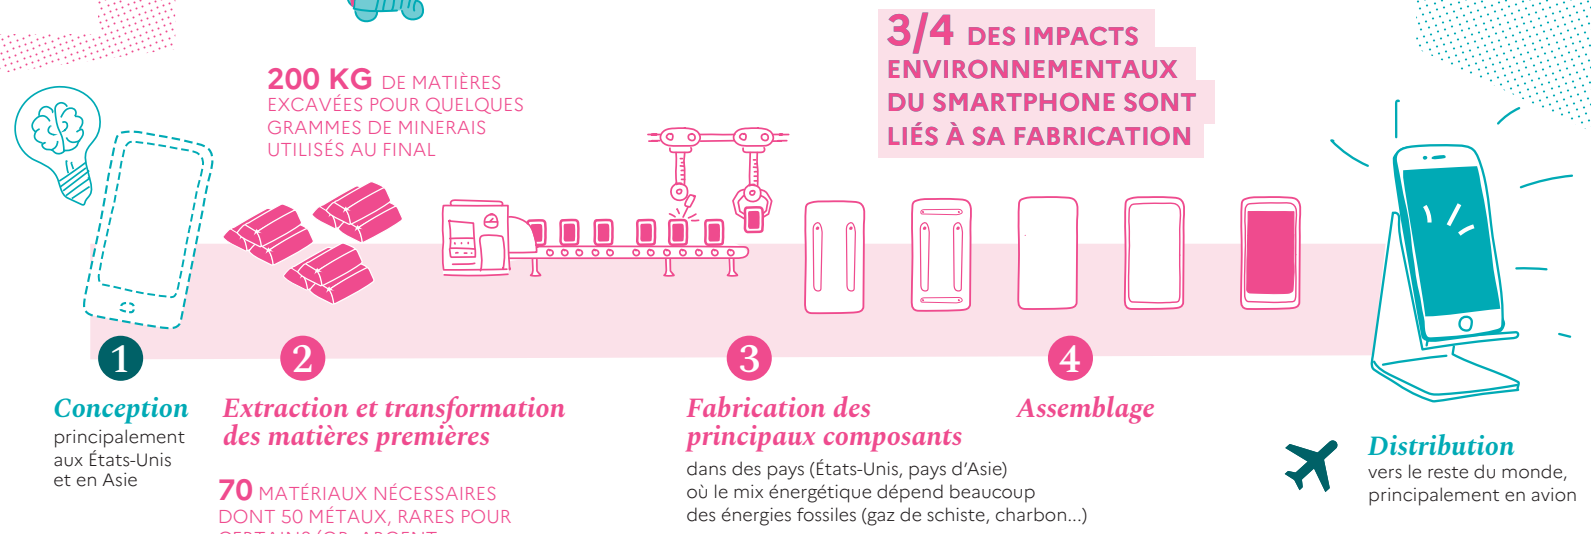 200 KG DE MATIÈRES
EXCAVÉES POUR QUELQUES
GRAMMES DE MINERAIS
UTILISÉS AU FINAL
3/4 DES IMPACTS
ENVIRONNEMENTAUX
DU SMARTPHONE SONT
LIÉS À SA FABRICATION
1
Conception
principalement
aux États-Unis
et en Asie
2
Extraction et transformation
des matières premières
70 MATÉRIAUX NÉCESSAIRES
DONT 50 MÉTAUX, RARES POUR
3
Fabrication des
principaux composants
dans des pays (États-Unis, pays d'Asie)
où le mix énergétique dépend beaucoup
des énergies fossiles (gaz de schiste, charbon...)
4
Assemblage
Distribution
vers le reste du monde,
principalement en avion